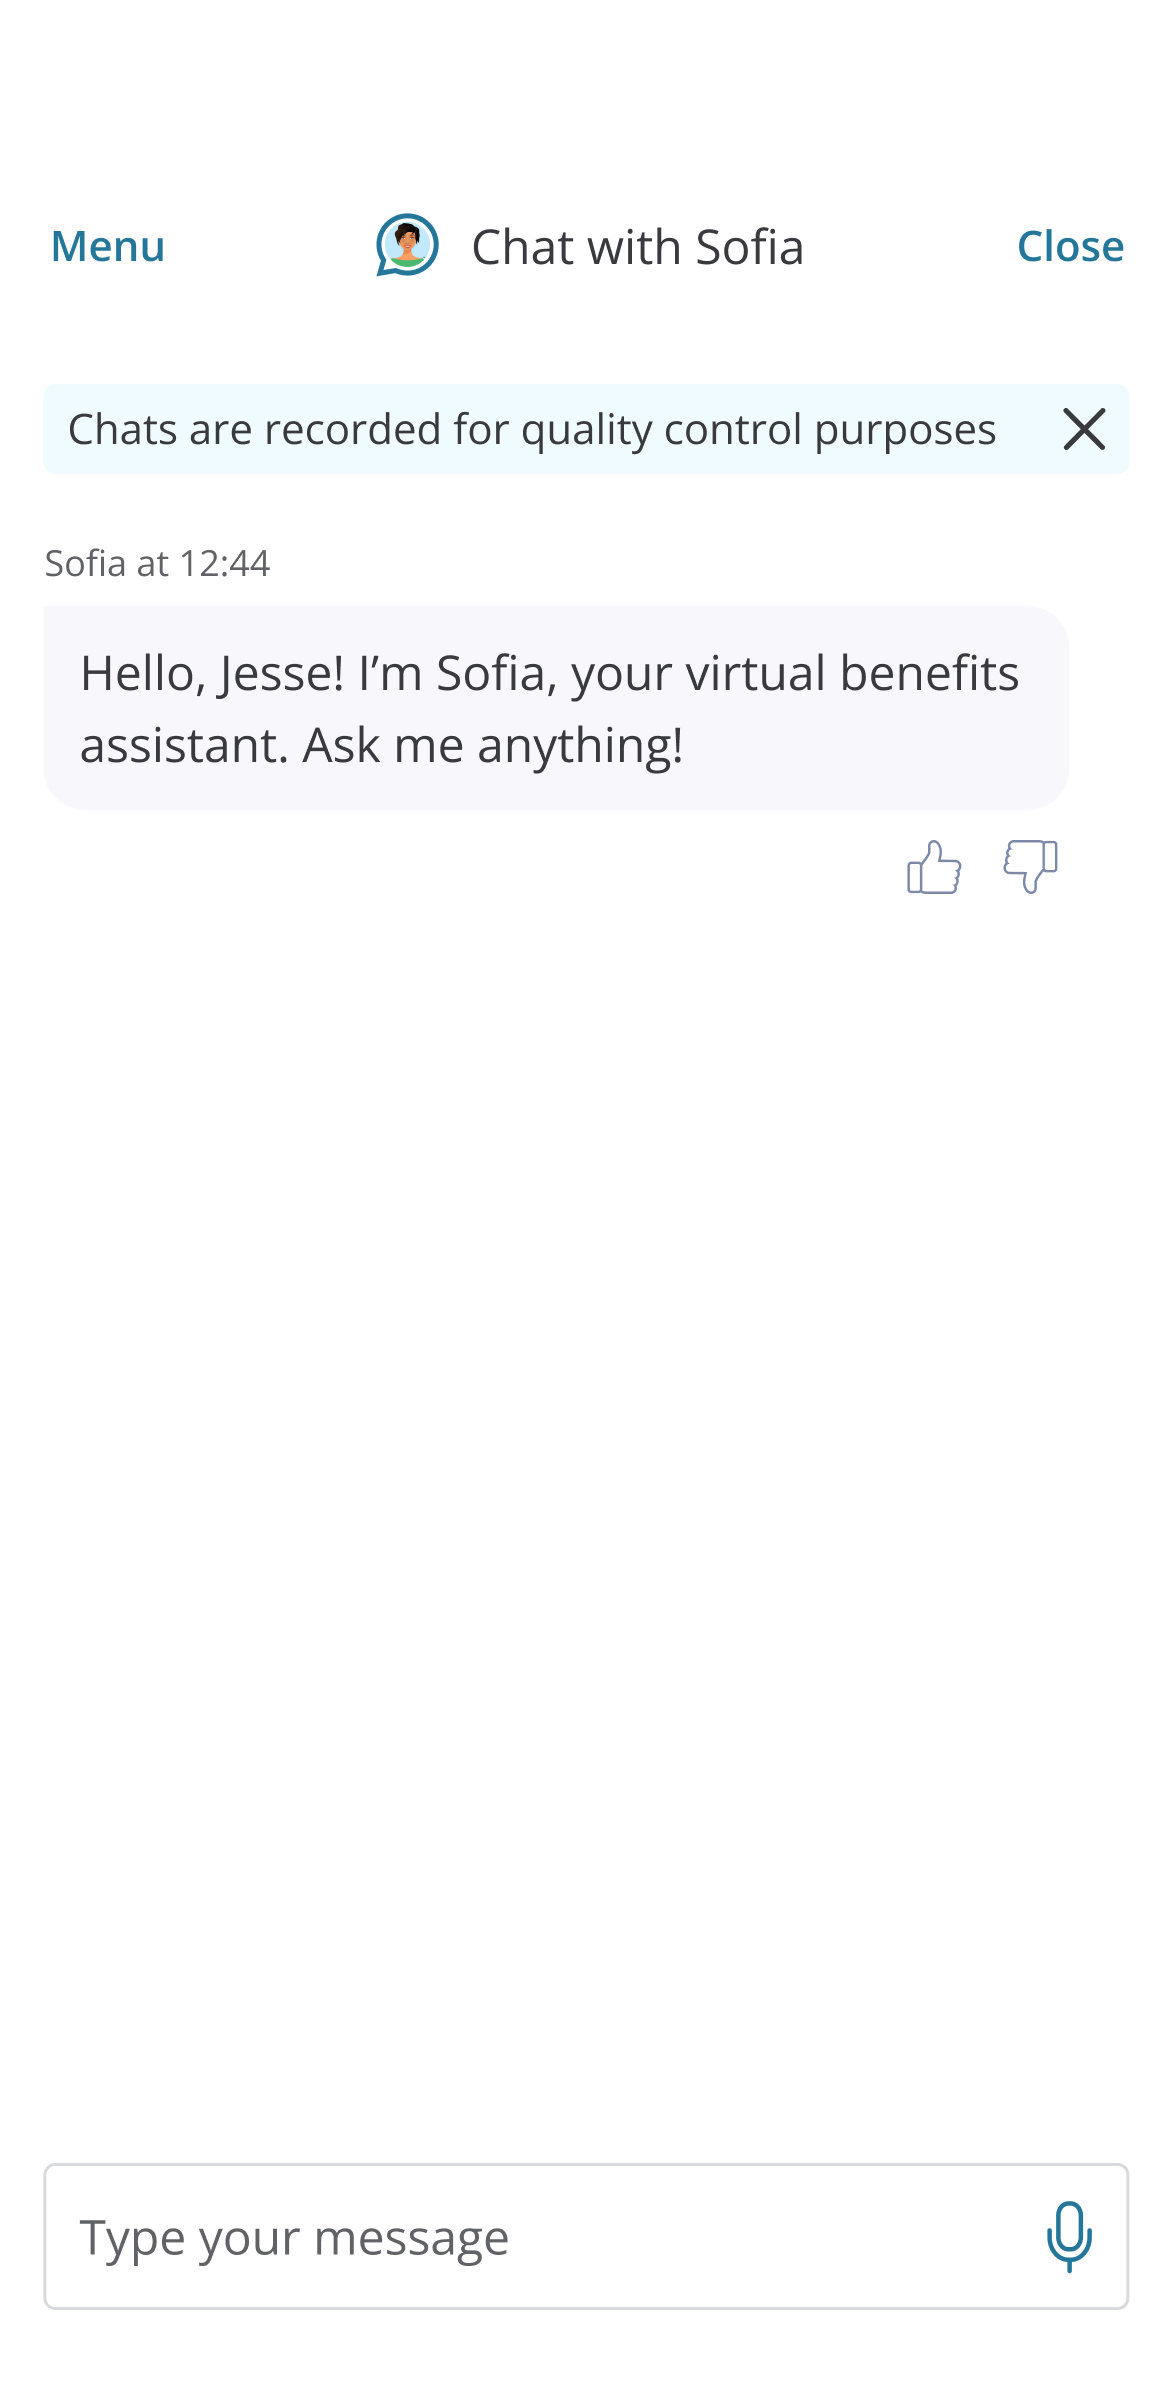 Menu
Chat with Sofia
Close
Chats are recorded for quality control purposes
Sofia at 12:44
Hello, Jesse! I’m Sofia, your virtual benefits
assistant. Ask me anything!
Type your message